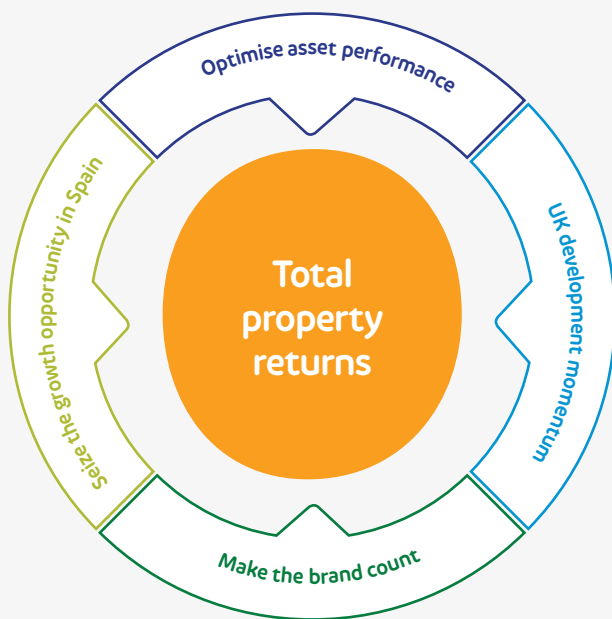 Optimise asset performance
UK development momentum
Make the brand count
Seize the growth opportunity in Spain
Total
property
returns